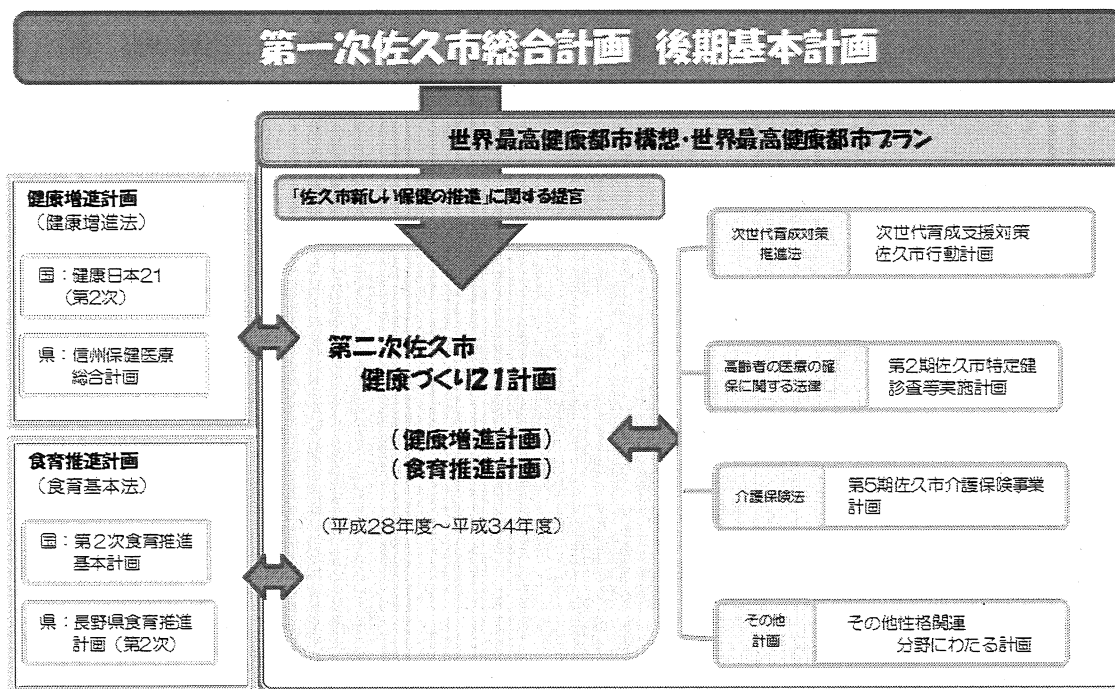 第一次佐久市総合計画 後期基本計画
世界最高健康都市構想・世界最高健康都市プラン
「佐久市新しい保健の推進」に関する提言
健康増進計画
（健康増進法）
国：健康日本21
（第2次）
県：信州保健医療
総合計画
食育推進計画
（食育基本法）
国：第２次食育推進
基本計画
県：長野県食育推進
計画（第2次）
第二次佐久市
健康づくり21計画
（健康増進計画）
（食育推進計画）
（平成28年度～平成34年度）
次世代育成対策
推進法
次世代育成支援対策
佐久市行動計画
高齢者の医療の確
保に関する法律
第2期佐久市特定健
診査等実施計画
介護保険法
第5期佐久市介護保険事業
計画
その他
計画
その他性格関連
分野にわたる計画